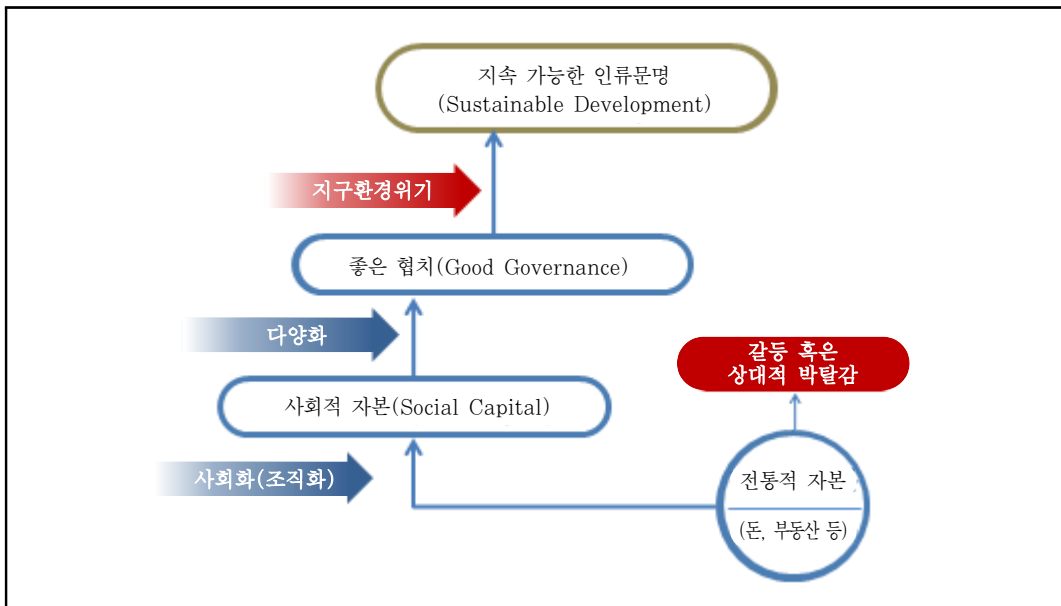 지속 가능한 인류문명
(Sustainable Development)
지구환경위기
좋은 협치(Good Governance)
다양화
갈등 혹은
상대적 박탈감
사회적 자본(Social Capital)
사회화(조직화)
전통적 자본
(돈, 부동산 등)